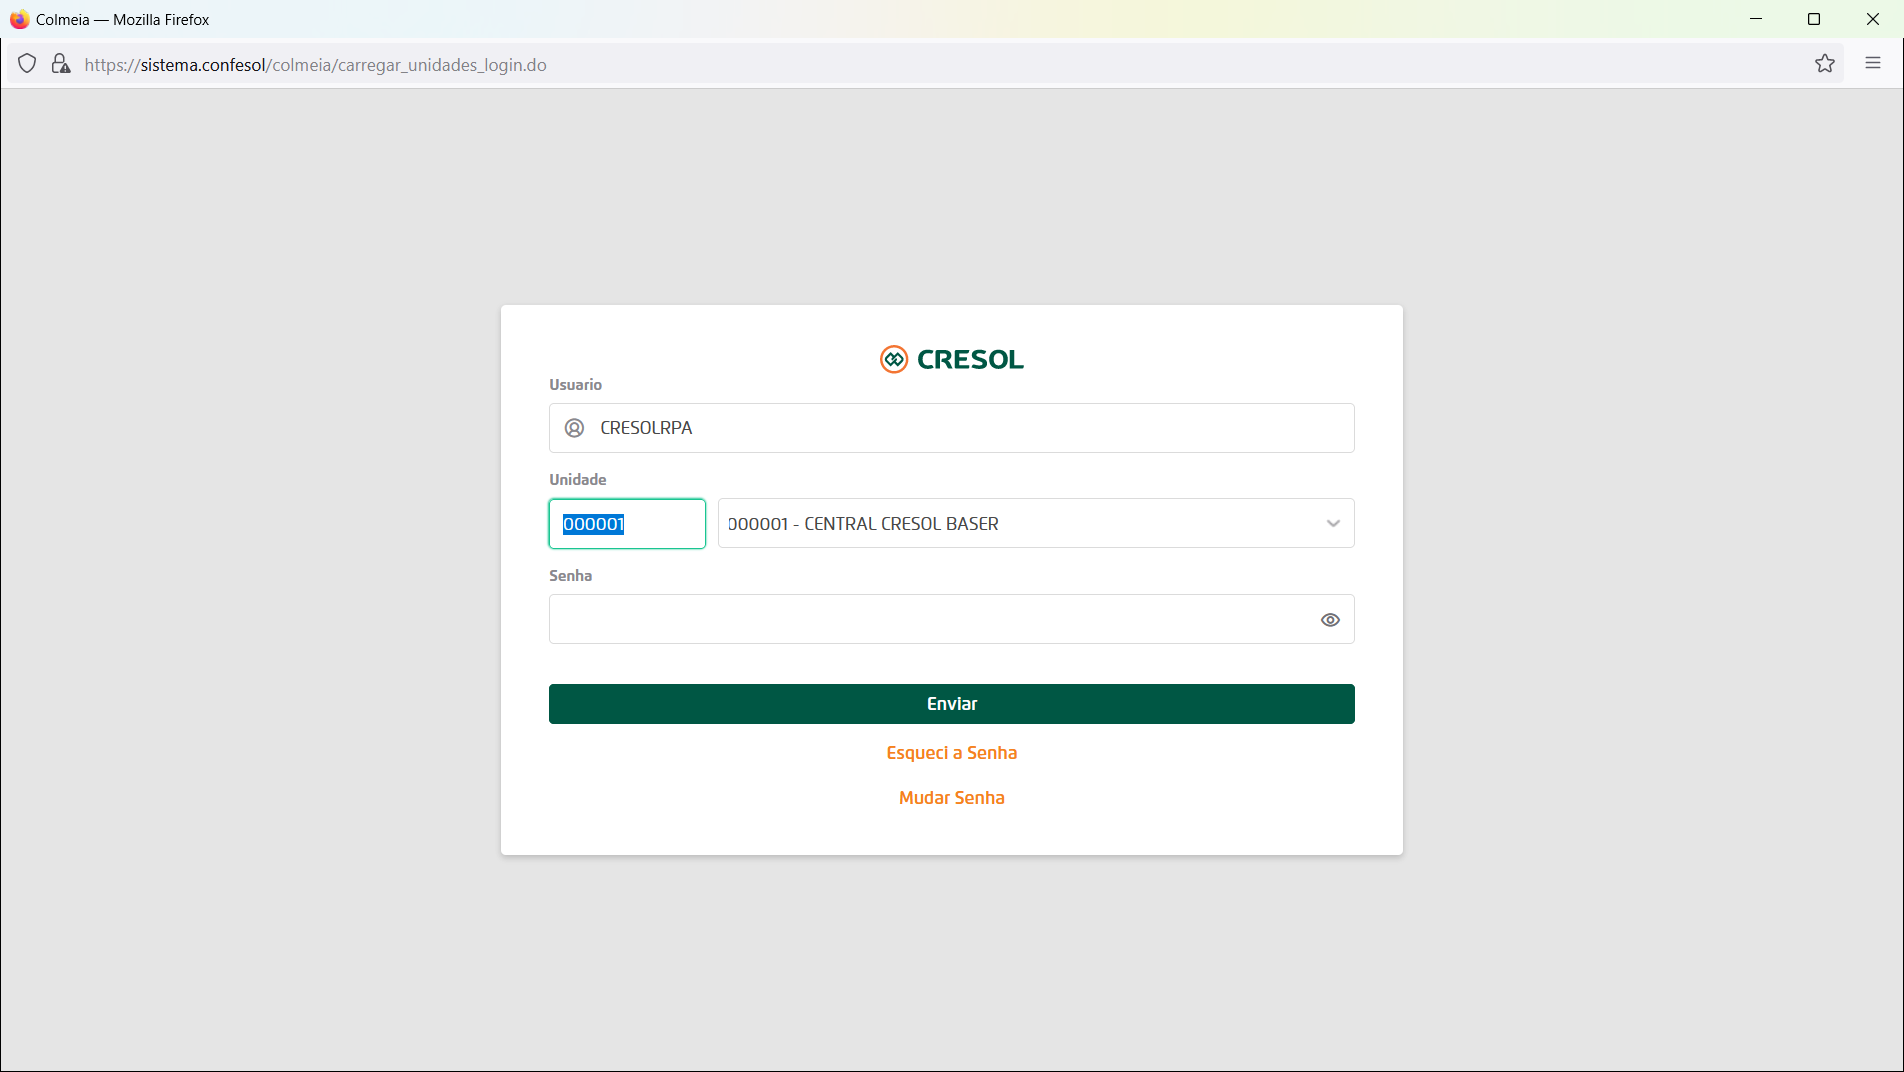 Colmeia — Mozilla Firefox
https://sistema.confesol/colmeia/carregar_unidades_login.do
CRESOL
Usuario
CRESOLRPA
Unidade
000001
000001 - CENTRAL CRESOL BASER
Senha
Enviar
Esqueci a Senha
Mudar Senha